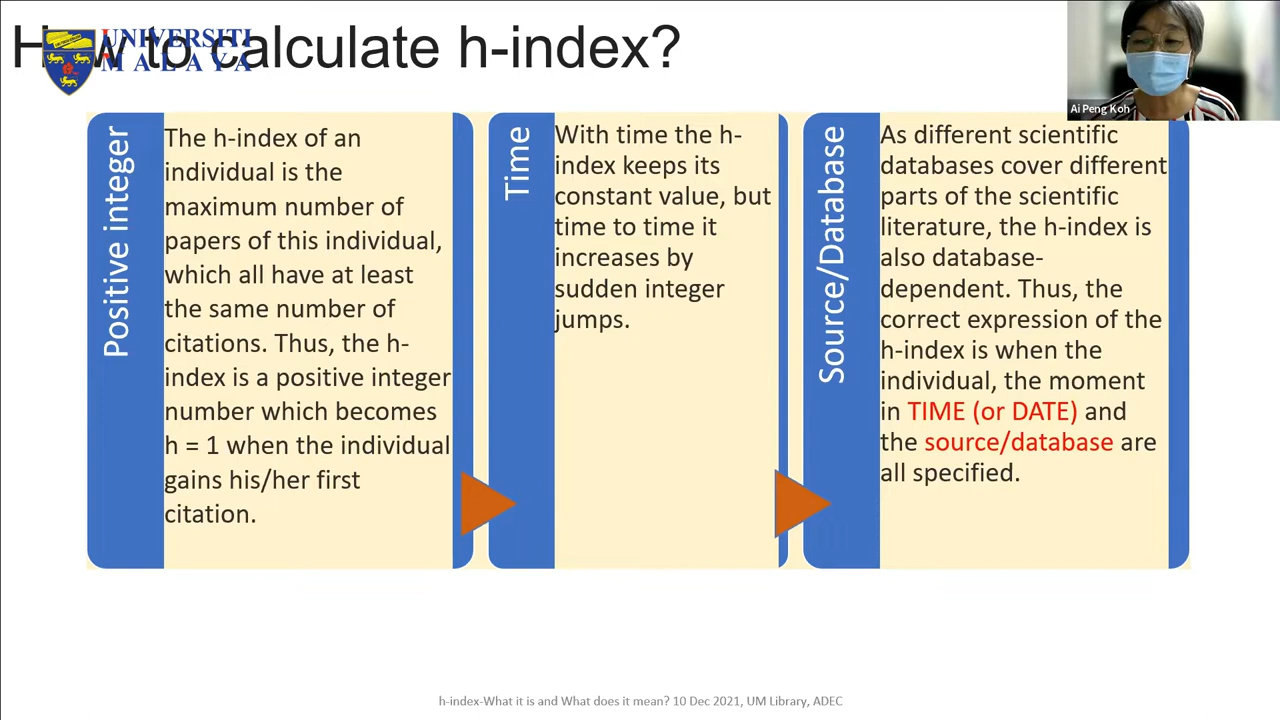 How to calculate h-index?
UNIVERSITI
MALAYA
Ai Peng Koh
Positive integer
The h-index of an
individual is the
maximum number of
papers of this individual,
which all have at least
the same number of
citations. Thus, the h-
index is a positive integer
number which becomes
h = 1 when the individual
gains his/her first
citation.
Time
With time the h-
index keeps its
constant value, but
time to time it
increases by
sudden integer
jumps.
Source/Database
As different scientific
databases cover different
parts of the scientific
literature, the h-index is
also database-
dependent. Thus, the
correct expression of the
h-index is when the
individual, the moment
in TIME (or DATE) and
the source/database are
all specified.
h-index-What it is and What does it mean? 10 Dec 2021, UM Library, ADEC